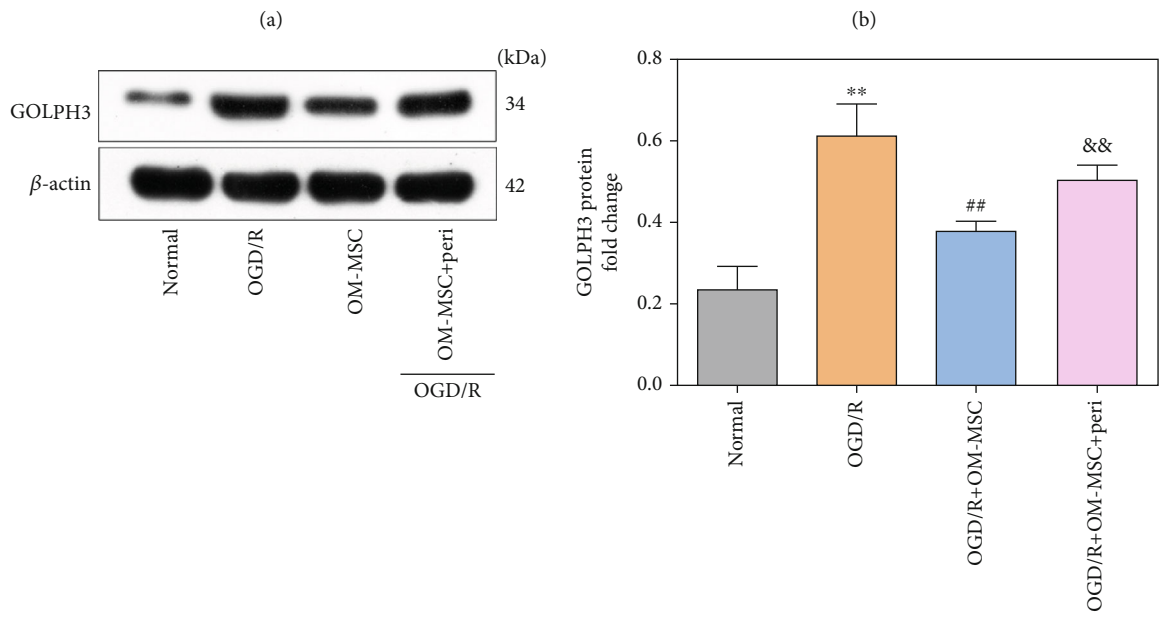 (a)
(kDa)
GOLPH3
34
β-actin
42
Normal
OGD/R
OM-MSC
OM-MSC+peri
OGD/R
(b)
GOLPH3 protein
fold change
0.8
0.6
0.4
0.2
0.0
**
##
&&
Normal
OGD/R
OGD/R+OM-MSC
OGD/R+OM-MSC+peri